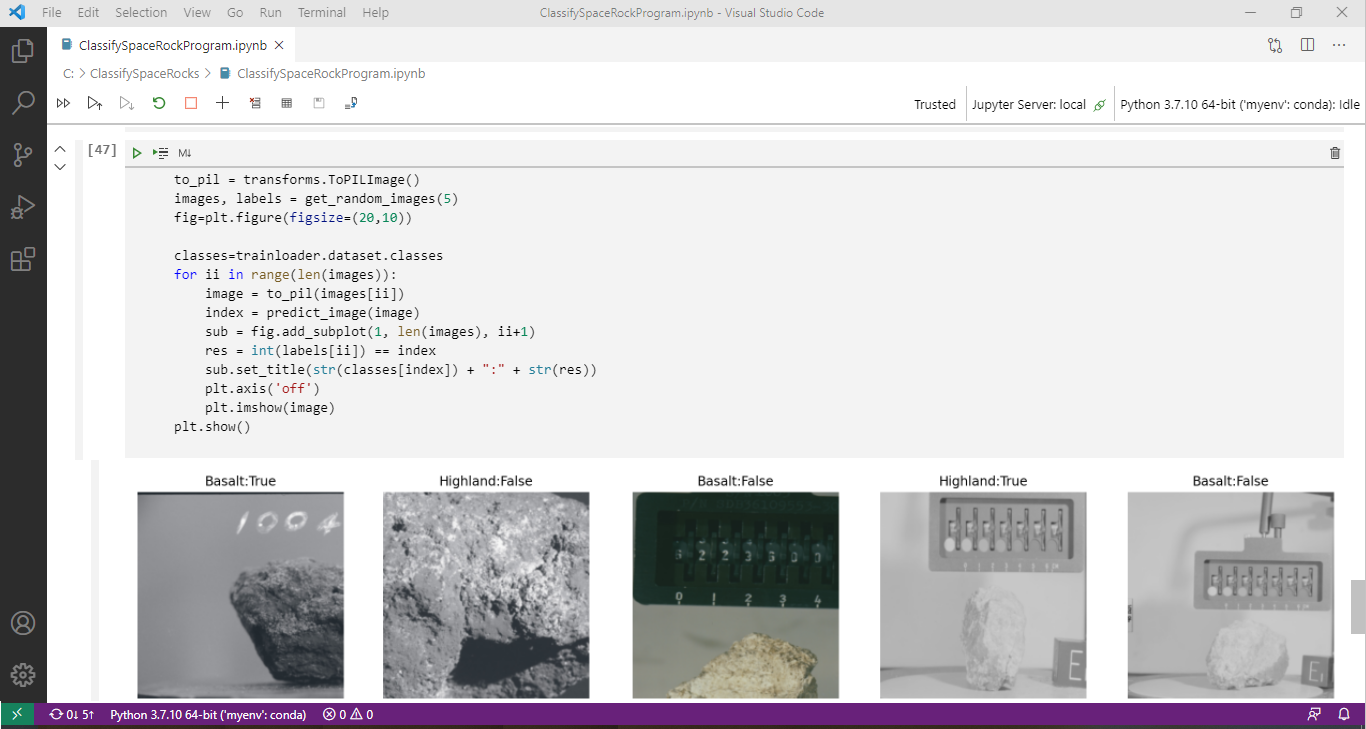 File Edit Selection View Go Run Terminal Help ClassifySpaceRockProgram.ipynb - Visual Studio Code
ClassifySpaceRockProgram.ipynb
C: > ClassifySpaceRocks > ClassifySpaceRockProgram.ipynb
Trusted Jupyter Server: local Python 3.7.10 64-bit ('myenv': conda): Idle
[47] M↓
to_pil = transforms.ToPILImage()
images, labels = get_random_images(5)
fig=plt.figure(figsize=(20,10))
classes=trainloader.dataset.classes
for ii in range(len(images)):
    image = to_pil(images[ii])
    index = predict_image(image)
    sub = fig.add_subplot(1, len(images), ii+1)
    res = int(labels[ii]) == index
    sub.set_title(str(classes[index]) + ":" + str(res))
    plt.axis('off')
    plt.imshow(image)
plt.show()
Basalt:True Highland:False Basalt:False Highland:True Basalt:False
1004
0 1 2 3 4
E
0↓ 5↑ Python 3.7.10 64-bit ('myenv': conda) 0 0